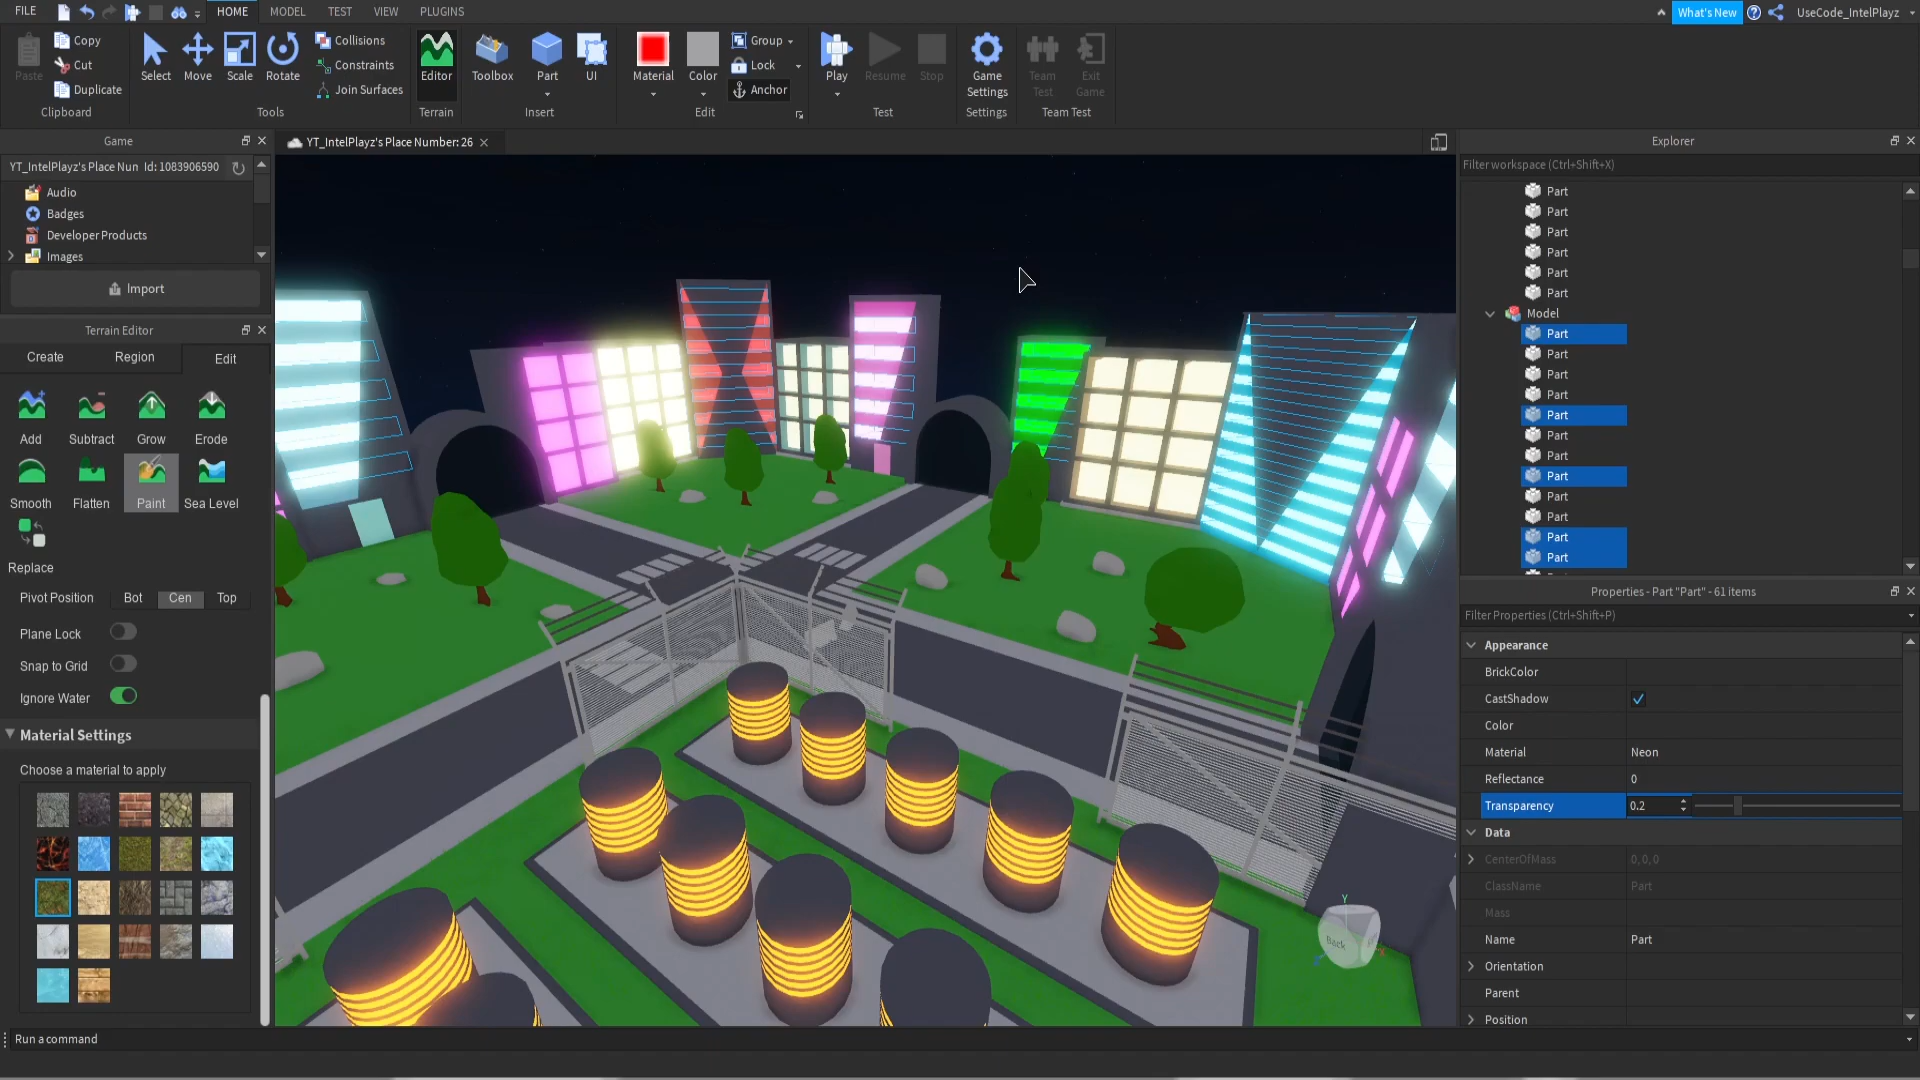 FILE
HOME
MODEL
TEST
VIEW
PLUGINS
What's New
UseCode_IntelPlayz
Paste
Copy
Cut
Duplicate
Clipboard
Select
Move
Scale
Rotate
Collisions
Constraints
Join Surfaces
Tools
Editor
Terrain
Toolbox
Part
UI
Insert
Material
Color
Group
Lock
Anchor
Edit
Play
Resume
Stop
Test
Game
Settings
Settings
Team
Test
Exit
Game
Team Test
Game
YT_IntelPlayz's Place Number: 26
Explorer
YT_IntelPlayz's Place Nun Id: 1083906590
Audio
Badges
Developer Products
Images
Import
Terrain Editor
Create
Region
Edit
Add
Subtract
Grow
Erode
Smooth
Flatten
Paint
Sea Level
Replace
Pivot Position
Bot
Cen
Top
Plane Lock
Snap to Grid
Ignore Water
Material Settings
Choose a material to apply
Y
Back
Filter workspace (Ctrl+Shift+X)
Part
Part
Part
Part
Part
Part
Model
Part
Part
Part
Part
Part
Part
Part
Part
Part
Part
Part
Part
Properties - Part "Part" - 61 items
Filter Properties (Ctrl+Shift+P)
Appearance
BrickColor
CastShadow
Color
Material Neon
Reflectance 0
Transparency 0.2
Data
CenterOfMass 0,0,0
ClassName Part
Mass
Name Part
Orientation
Parent
Position
Run a command